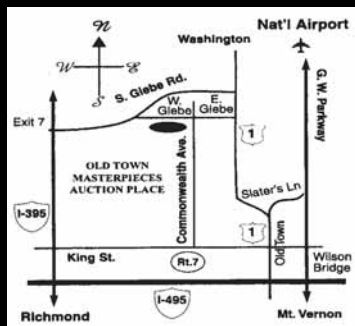 Nat'l Airport
Washington
N
W
E
S
S. Glebe Rd.
W.
Glebe
E.
Glebe
G. W. Parkway
Exit 7
1
OLD TOWN
MASTERPIECES
AUCTION PLACE
Commonwealth Ave.
Slater's Ln
I-395
1
Old Town
King St.
Rt.7
Wilson
Bridge
I-495
Richmond
Mt. Vernon